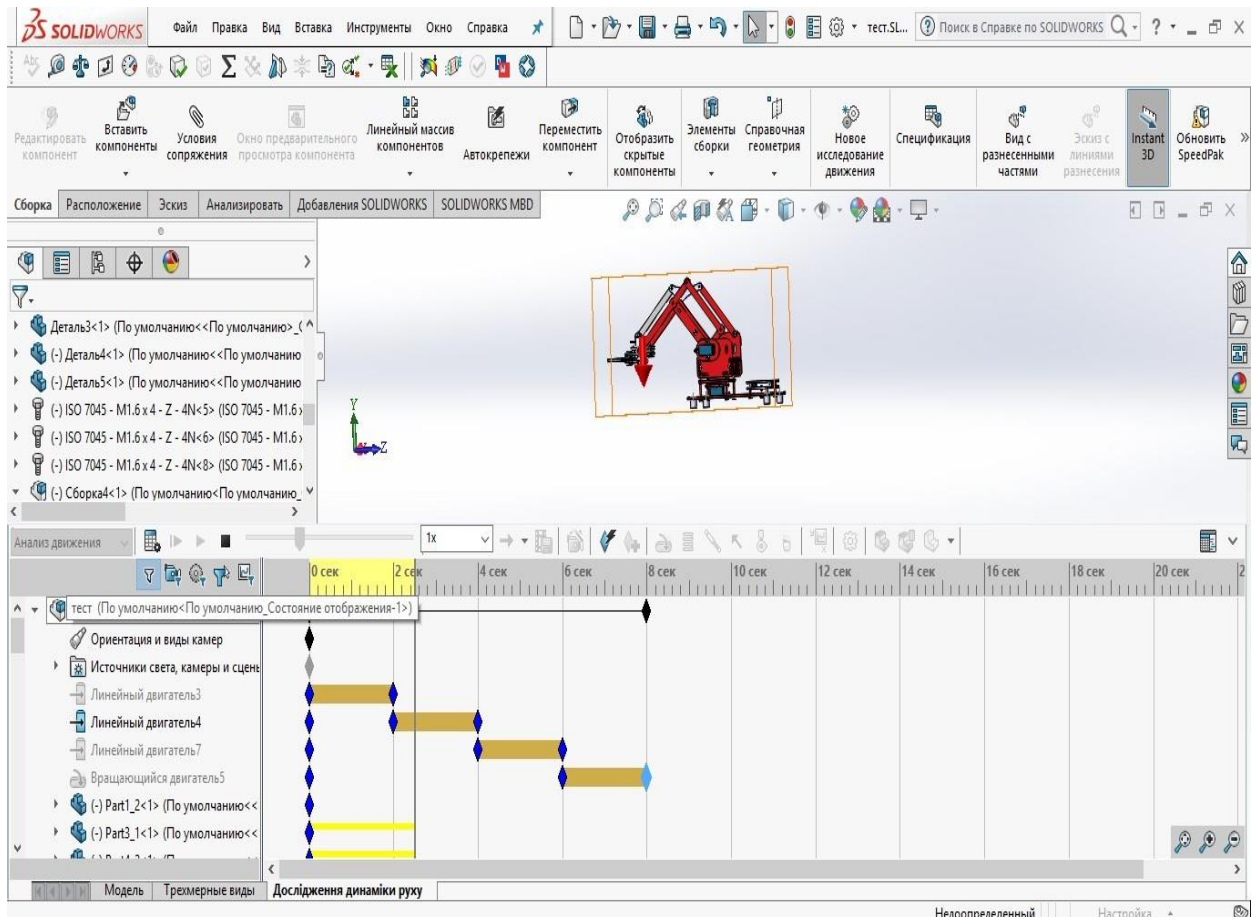 SOLIDWORKS Файл Правка Вид Вставка Инструменты Окно Справка тест.SL... Поиск в Справке по SOLIDWORKS
Редактировать компонент
Вставить компоненты
Условия сопряжения
Окно предварительного просмотра компонента
Линейный массив компонентов
Автокрепежи
Переместить компонент
Отобразить скрытые компоненты
Элементы сборки
Справочная геометрия
Новое исследование движения
Спецификация
Вид с разнесенными частями
Эскиз с линиями разнесения
Instant 3D
Обновить SpeedPak
Сборка Расположение Эскиз Анализировать Добавления SOLIDWORKS SOLIDWORKS MBD
Деталь3<1> (По умолчанию<<По умолчанию>_(
(-) Деталь4<1> (По умолчанию<<По умолчанию
(-) Деталь5<1> (По умолчанию<<По умолчанию
(-) ISO 7045 - M1.6 x 4 - Z - 4N<5> (ISO 7045 - M1.6 x
(-) ISO 7045 - M1.6 x 4 - Z - 4N<6> (ISO 7045 - M1.6 x
(-) ISO 7045 - M1.6 x 4 - Z - 4N<8> (ISO 7045 - M1.6 x
(-) Сборка4<1> (По умолчанию<По умолчанию_
Y
Z
Анализ движения 1x
0 сек 2 сек 4 сек 6 сек 8 сек 10 сек 12 сек 14 сек 16 сек 18 сек 20 сек 2
тест (По умолчанию<По умолчанию_Состояние отображения-1>)
Ориентация и виды камер
Источники света, камеры и сцены
Линейный двигатель3
Линейный двигатель4
Линейный двигатель7
Вращающийся двигатель5
(-) Part1_2<1> (По умолчанию<<
(-) Part3_1<1> (По умолчанию<<
Модель Трехмерные виды Дослідження динаміки руху
Недоопределенный Настройка